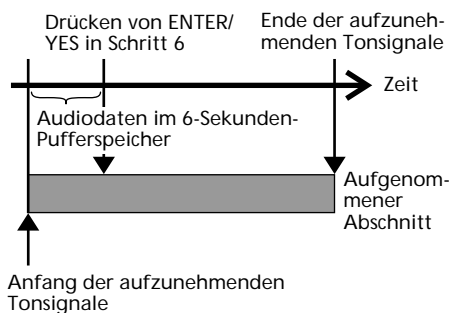 Drücken von ENTER/
YES in Schritt 6
Ende der aufzuneh-
menden Tonsignale
Zeit
Audiodaten im 6-Sekunden-
Pufferspeicher
Aufgenom-
mener
Abschnitt
Anfang der aufzunehmenden
Tonsignale